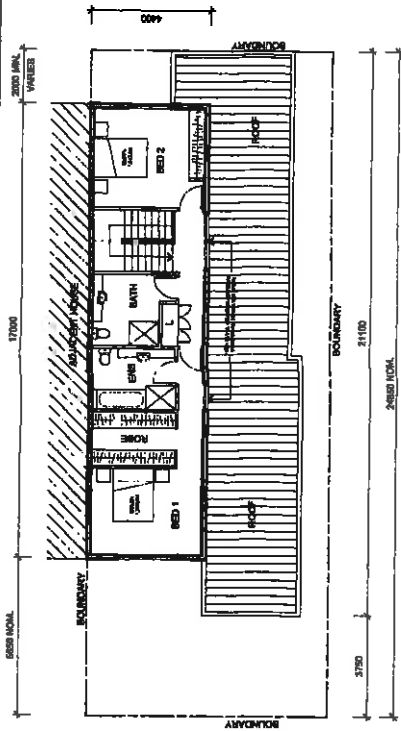 4400
2000 MIN.
VARIES
17000
5850 NOM.
BOUNDARY
BOUNDARY
ADJACENT HOUSE
BED 2
BATH
L
ENS
ROBE
BED 1
ROOF
ROOF
BOUNDARY
BOUNDARY
21100
3750
24850 NOM.